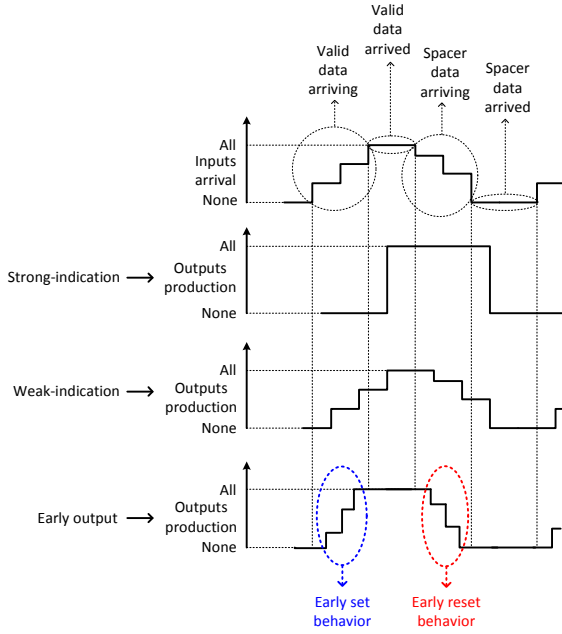 Valid
data
arrived
Valid
data
arriving
Spacer
data
arriving
Spacer
data
arrived
All
Inputs
arrival
None
All
Strong-indication
Outputs
production
None
All
Weak-indication
Outputs
production
None
All
Early output
Outputs
production
None
Early set
behavior
Early reset
behavior